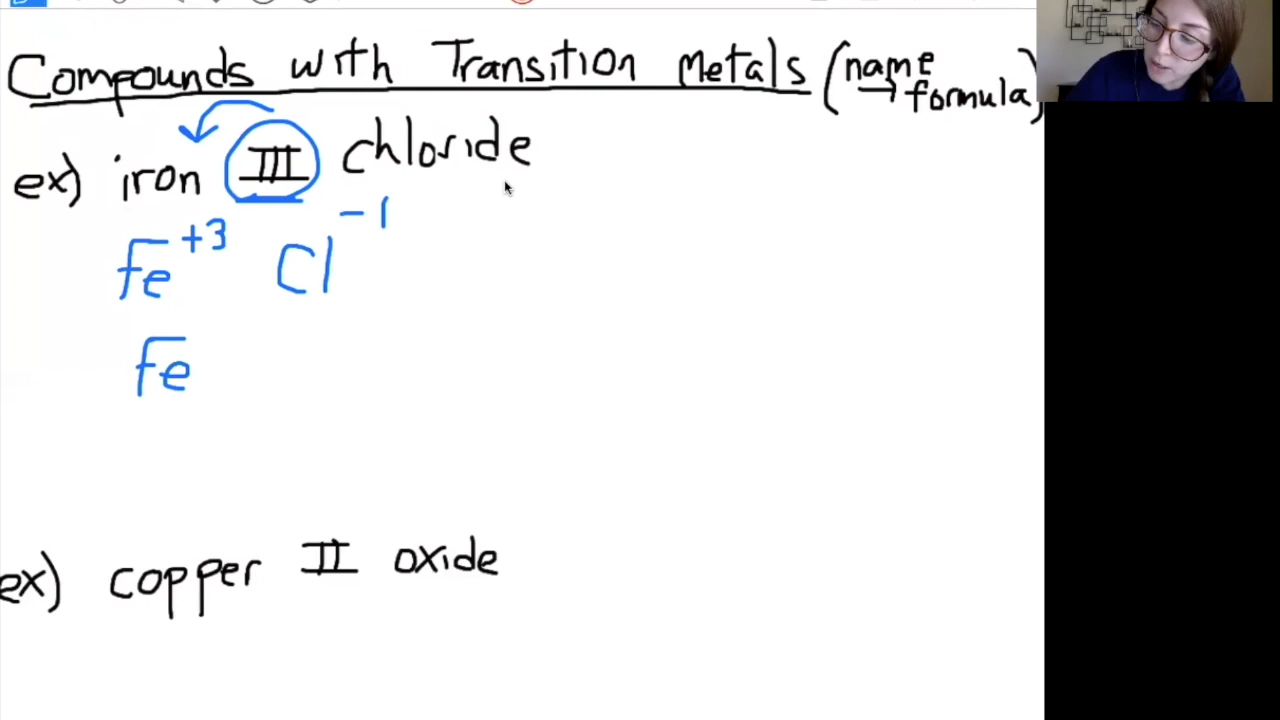 Compounds with Transition Metals (name → formula)
ex) iron III chloride
Fe +3 Cl -1
Fe
ex) copper II oxide